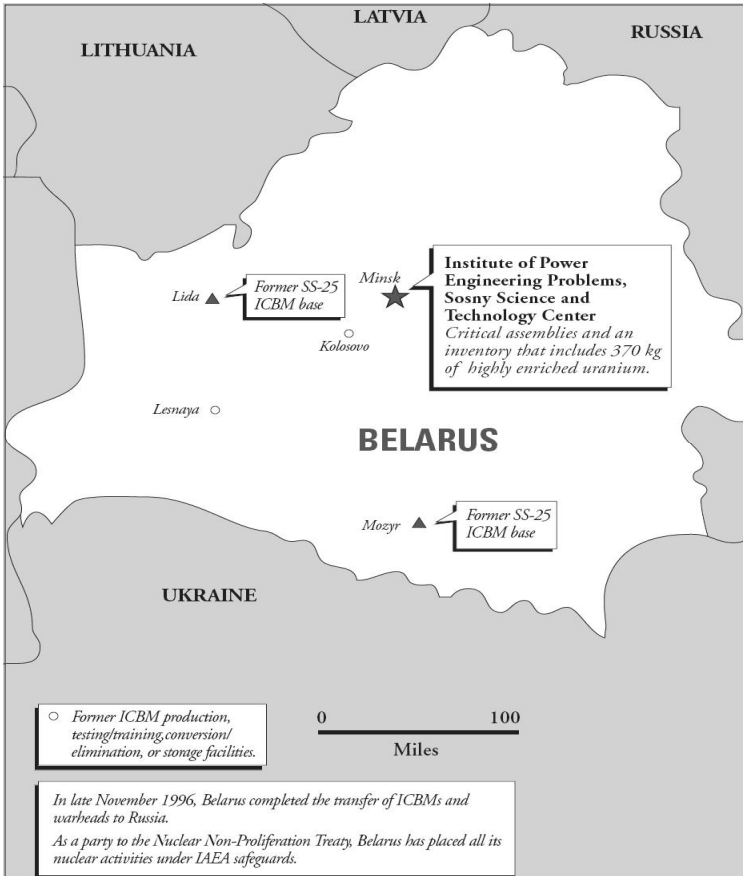 LATVIA
RUSSIA
LITHUANIA
Lida
Former SS-25
ICBM base
Minsk
Institute of Power
Engineering Problems,
Sosny Science and
Technology Center
Critical assemblies and an
inventory that includes 370 kg
of highly enriched uranium.
Kolosovo
Lesnaya
BELARUS
Mozyr
Former SS-25
ICBM base
UKRAINE
Former ICBM production,
testing/training,conversion/
elimination, or storage facilities.
0 100
Miles
In late November 1996, Belarus completed the transfer of ICBMs and
warheads to Russia.
As a party to the Nuclear Non-Proliferation Treaty, Belarus has placed all its
nuclear activities under IAEA safeguards.